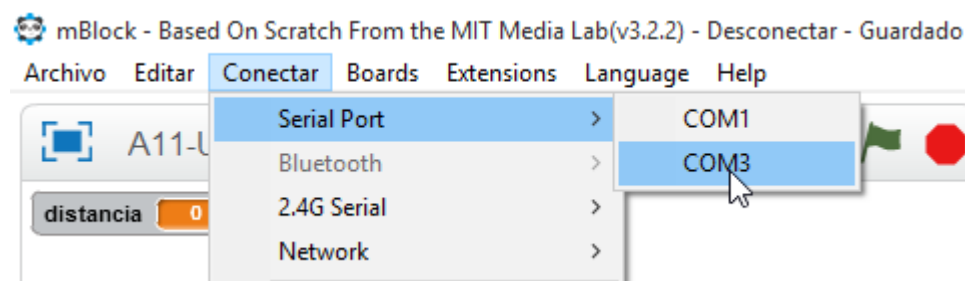 mBlock - Based On Scratch From the MIT Media Lab(v3.2.2) - Desconectar - Guardado
Archivo Editar Conectar Boards Extensions Language Help
A11-U
Serial Port
COM1
Bluetooth
COM3
distancia 0
2.4G Serial
Network